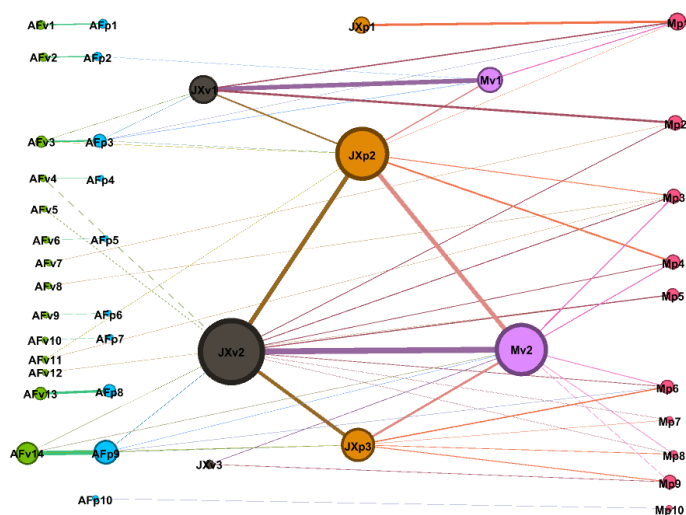 AFv1 AFp1 JXp1 Mp1
AFv2 AFp2
JXv1 Mv1
Mp2
AFv3 AFp3
JXp2
AFv4 AFp4
Mp3
AFv5
AFv6 AFp5
AFv7 Mp4
AFv8
Mp5
AFv9 AFp6
AFv10 AFp7
JXv2 Mv2
AFv11
AFv12
AFv13 AFp8 Mp6
Mp7
JXp3
AFv14 AFp9 Mp8
JXv3
Mp9
AFp10 Mp10